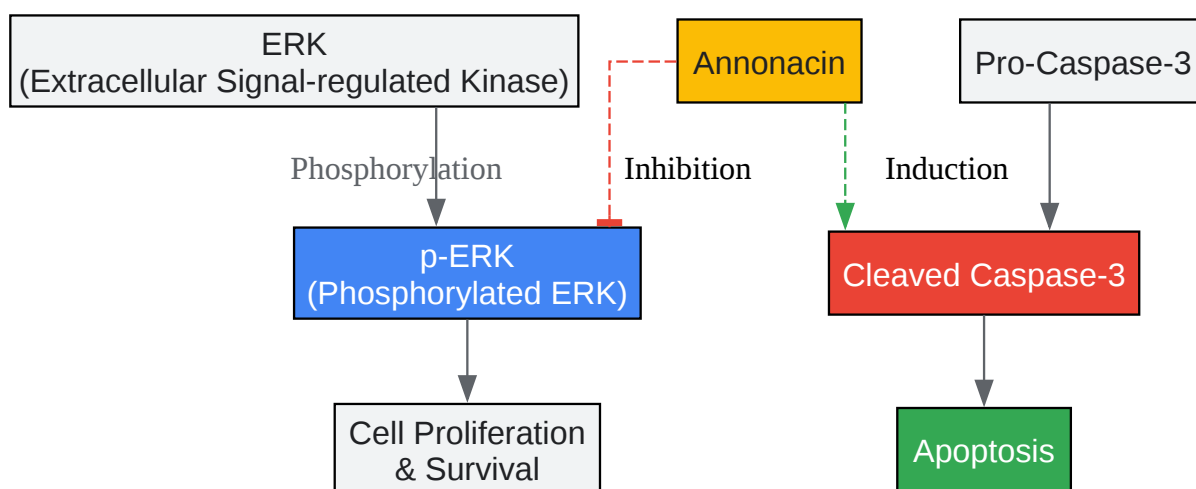 ERK
(Extracellular Signal-regulated Kinase)
Annonacin
Pro-Caspase-3
Phosphorylation
Inhibition
Induction
p-ERK
(Phosphorylated ERK)
Cleaved Caspase-3
Cell Proliferation
& Survival
Apoptosis